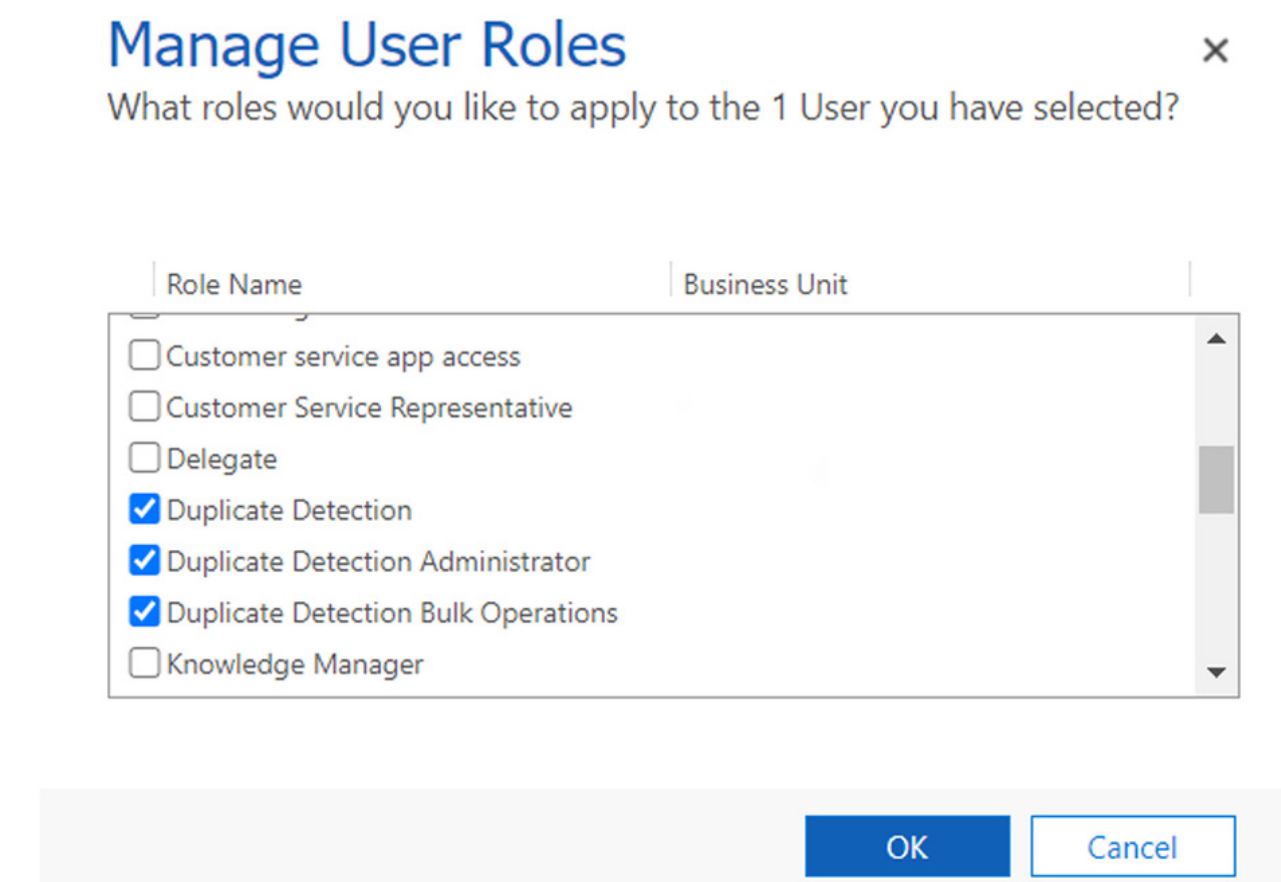 Manage User Roles
What roles would you like to apply to the 1 User you have selected?
Role Name Business Unit
Customer service app access
Customer Service Representative
Delegate
Duplicate Detection
Duplicate Detection Administrator
Duplicate Detection Bulk Operations
Knowledge Manager
OK Cancel